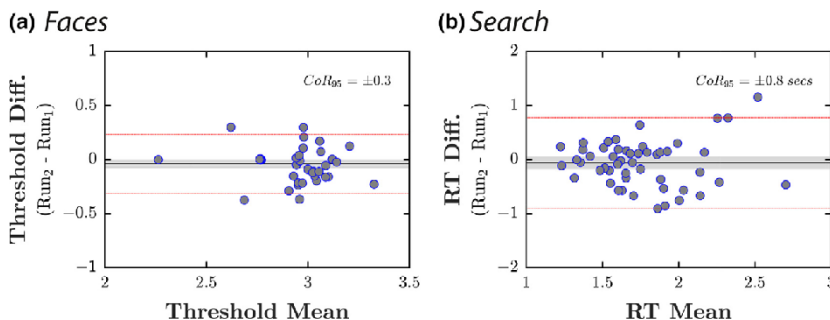 (a) Faces
Threshold Diff.
(Run2 - Run1)
1
0.5
0
−0.5
−1
CoR95 = ±0.3
2
2.5
3
3.5
Threshold Mean
(b) Search
RT Diff.
(Run2 - Run1)
2
1
0
−1
−2
CoR95 = ±0.8 secs
1
1.5
2
2.5
3
RT Mean